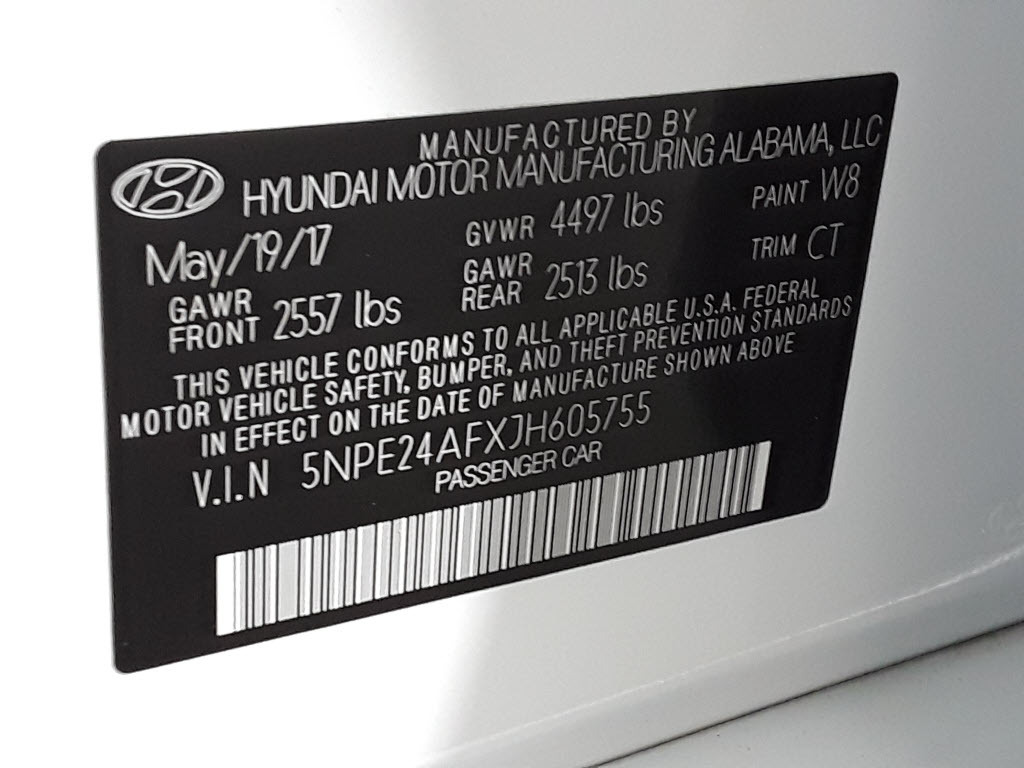 MANUFACTURED BY
HYUNDAI MOTOR MANUFACTURING ALABAMA, LLC
May/19/17 GVWR 4497 lbs PAINT W8
GAWR FRONT 2557 lbs GAWR REAR 2513 lbs TRIM CT
THIS VEHICLE CONFORMS TO ALL APPLICABLE U.S.A. FEDERAL
MOTOR VEHICLE SAFETY, BUMPER, AND THEFT PREVENTION STANDARDS
IN EFFECT ON THE DATE OF MANUFACTURE SHOWN ABOVE
V.I.N 5NPE24AFXJH605755
PASSENGER CAR